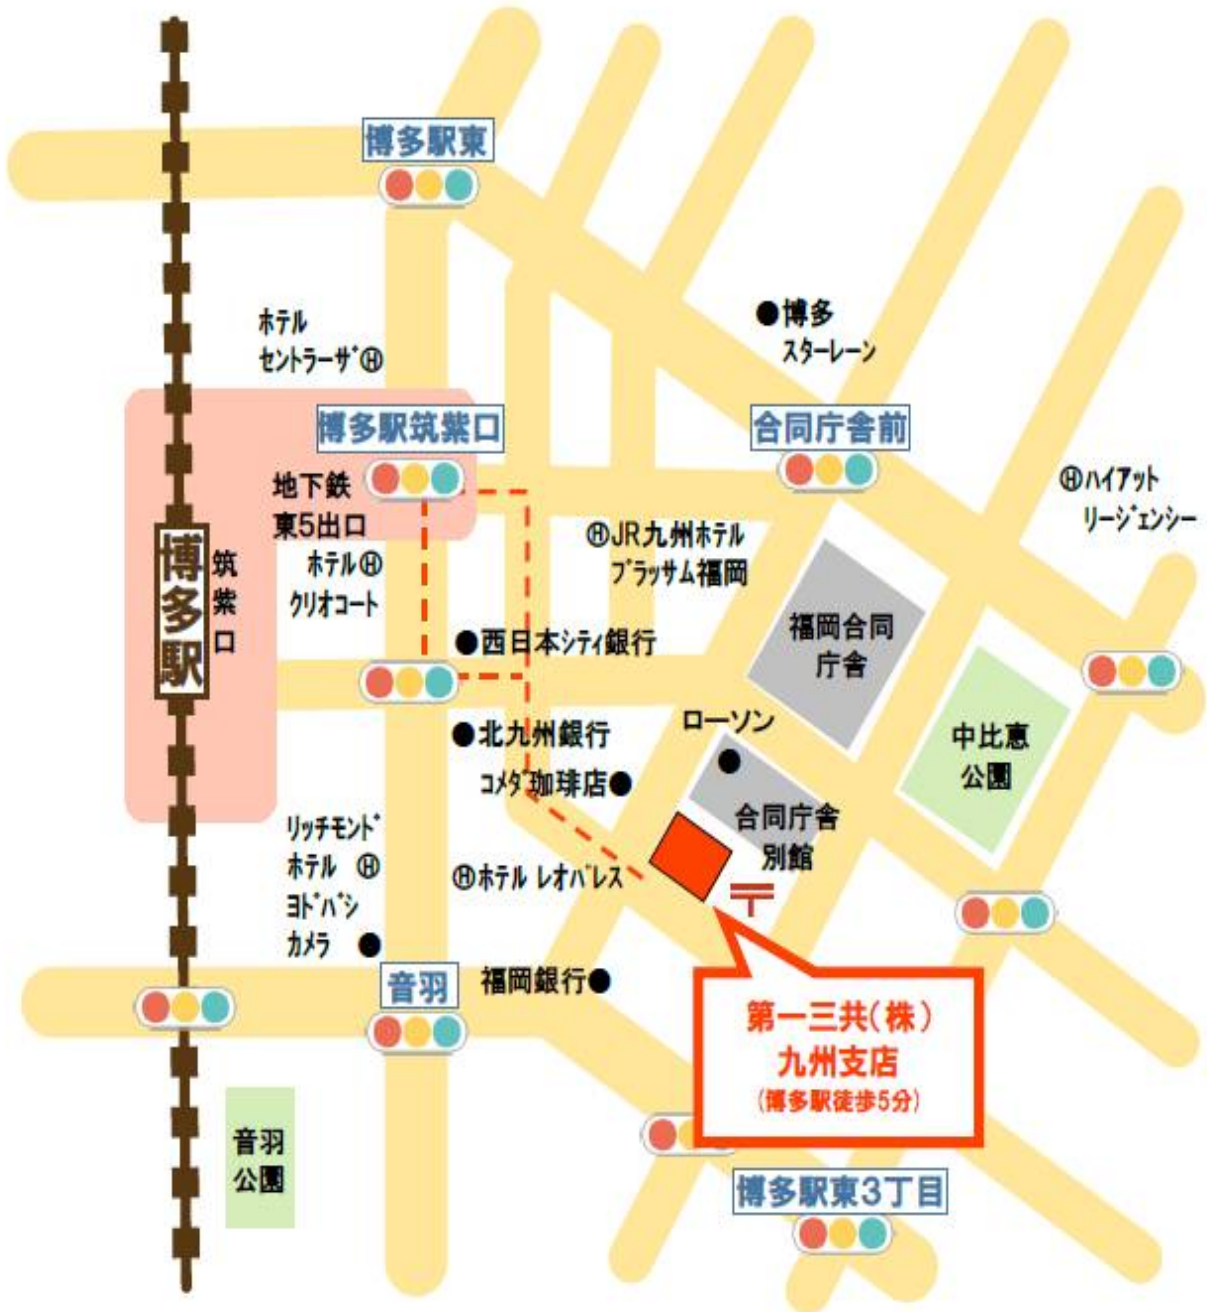 博多駅東
ホテル
セントラーザⒽ
●博多
スターレーン
博多駅筑紫口
合同庁舎前
地下鉄
東5出口
Ⓗハイアット
リージェンシー
ⒽJR九州ホテル
ブラッサム福岡
博多駅
筑紫口
ホテルⒽ
クリオコート
福岡合同
庁舎
●西日本シティ銀行
ローソン
●
●北九州銀行
コメダ珈琲店●
中比恵
公園
合同庁舎
別館
リッチモンド
ホテル Ⓗ
ヨドバシ
カメラ ●
Ⓗホテル レオパレス
〒
音羽
福岡銀行●
第一三共(株)
九州支店
(博多駅徒歩5分)
音羽
公園
博多駅東3丁目